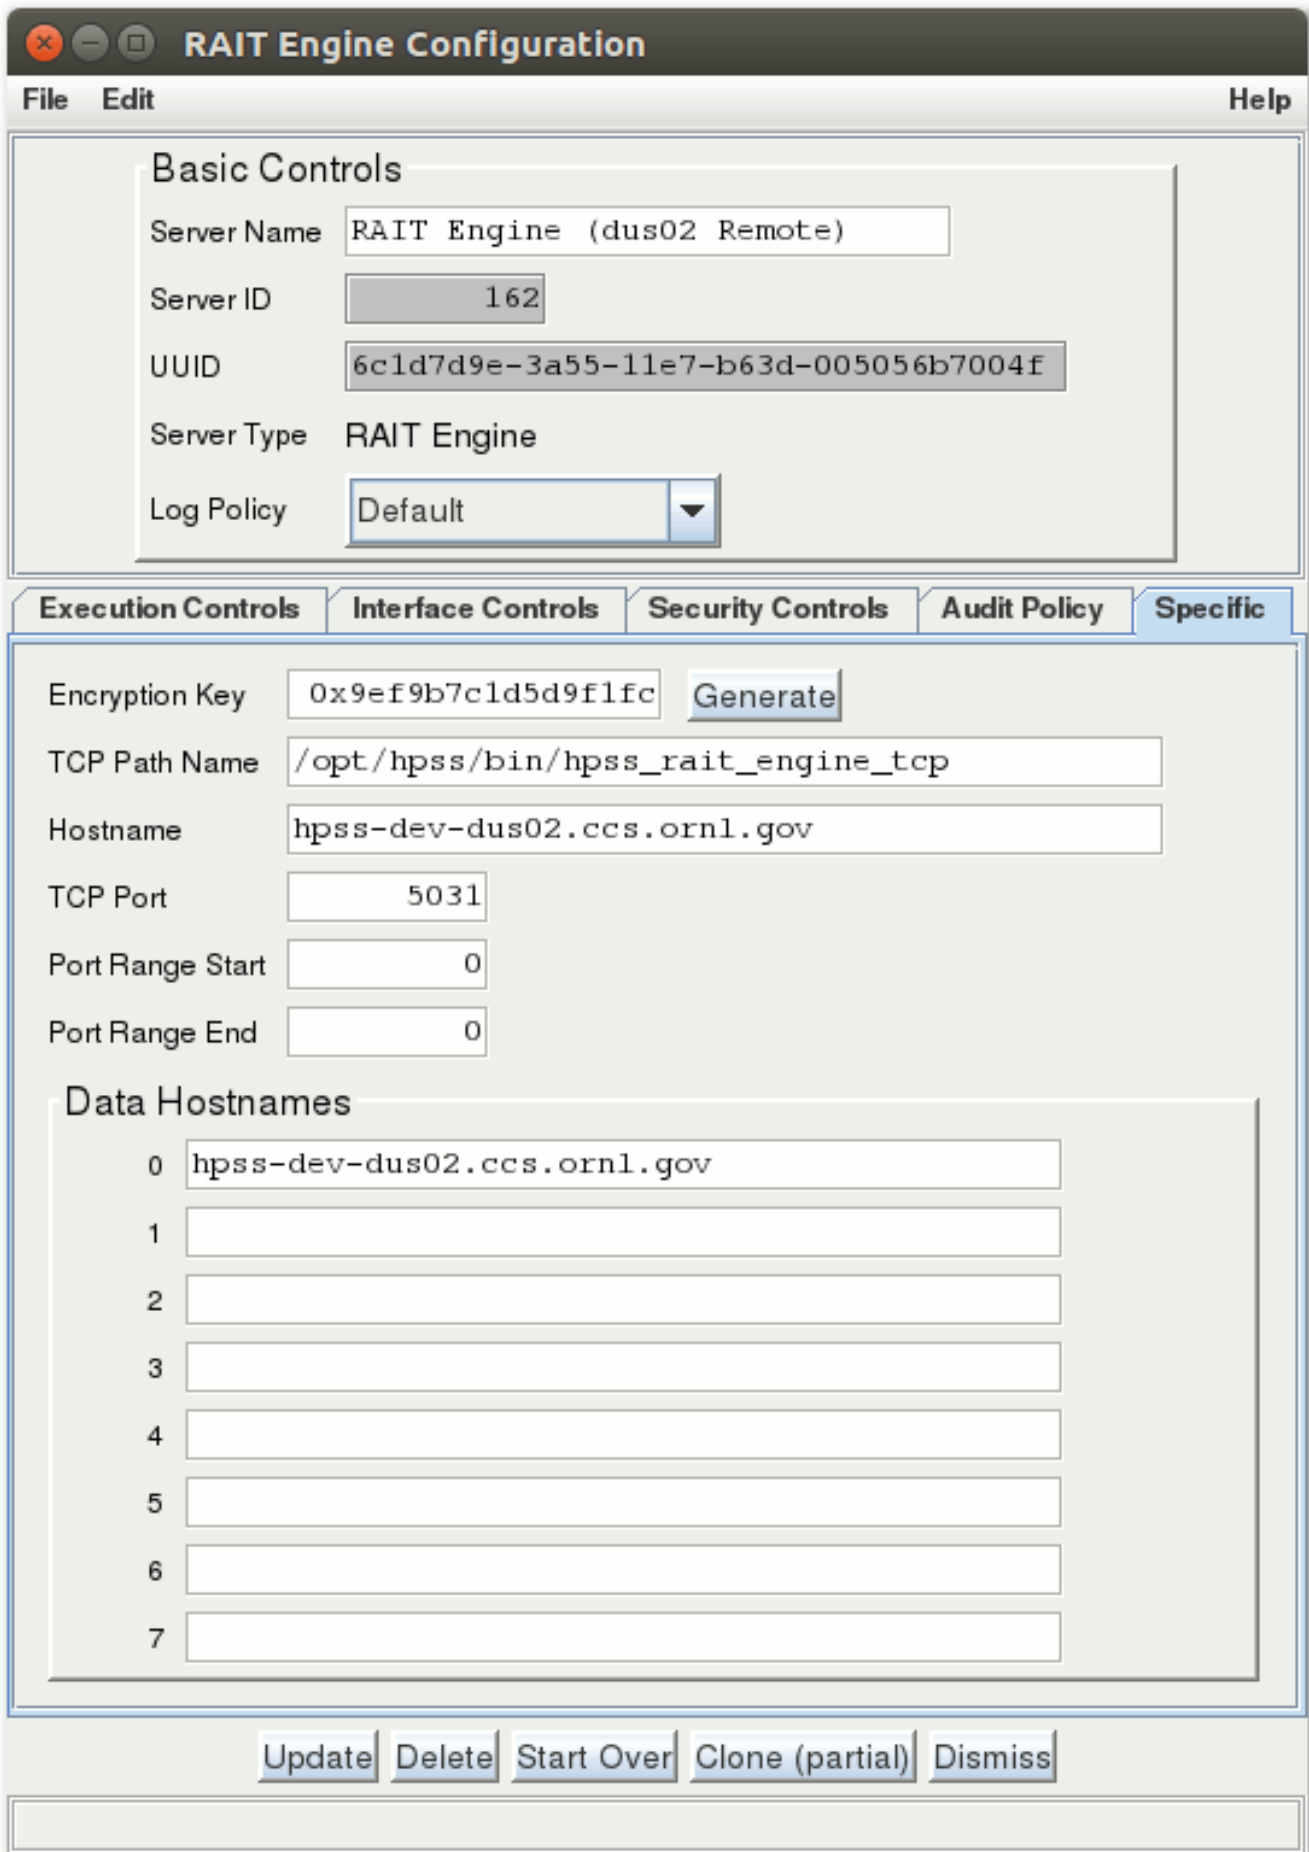 RAIT Engine Configuration
File Edit Help
Basic Controls
Server Name RAIT Engine (dus02 Remote)
Server ID 162
UUID 6c1d7d9e-3a55-11e7-b63d-005056b7004f
Server Type RAIT Engine
Log Policy Default
Execution Controls Interface Controls Security Controls Audit Policy Specific
Encryption Key 0x9ef9b7c1d5d9f1fc Generate
TCP Path Name /opt/hpss/bin/hpss_rait_engine_tcp
Hostname hpss-dev-dus02.ccs.ornl.gov
TCP Port 5031
Port Range Start 0
Port Range End 0
Data Hostnames
0 hpss-dev-dus02.ccs.ornl.gov
1
2
3
4
5
6
7
Update Delete Start Over Clone (partial) Dismiss